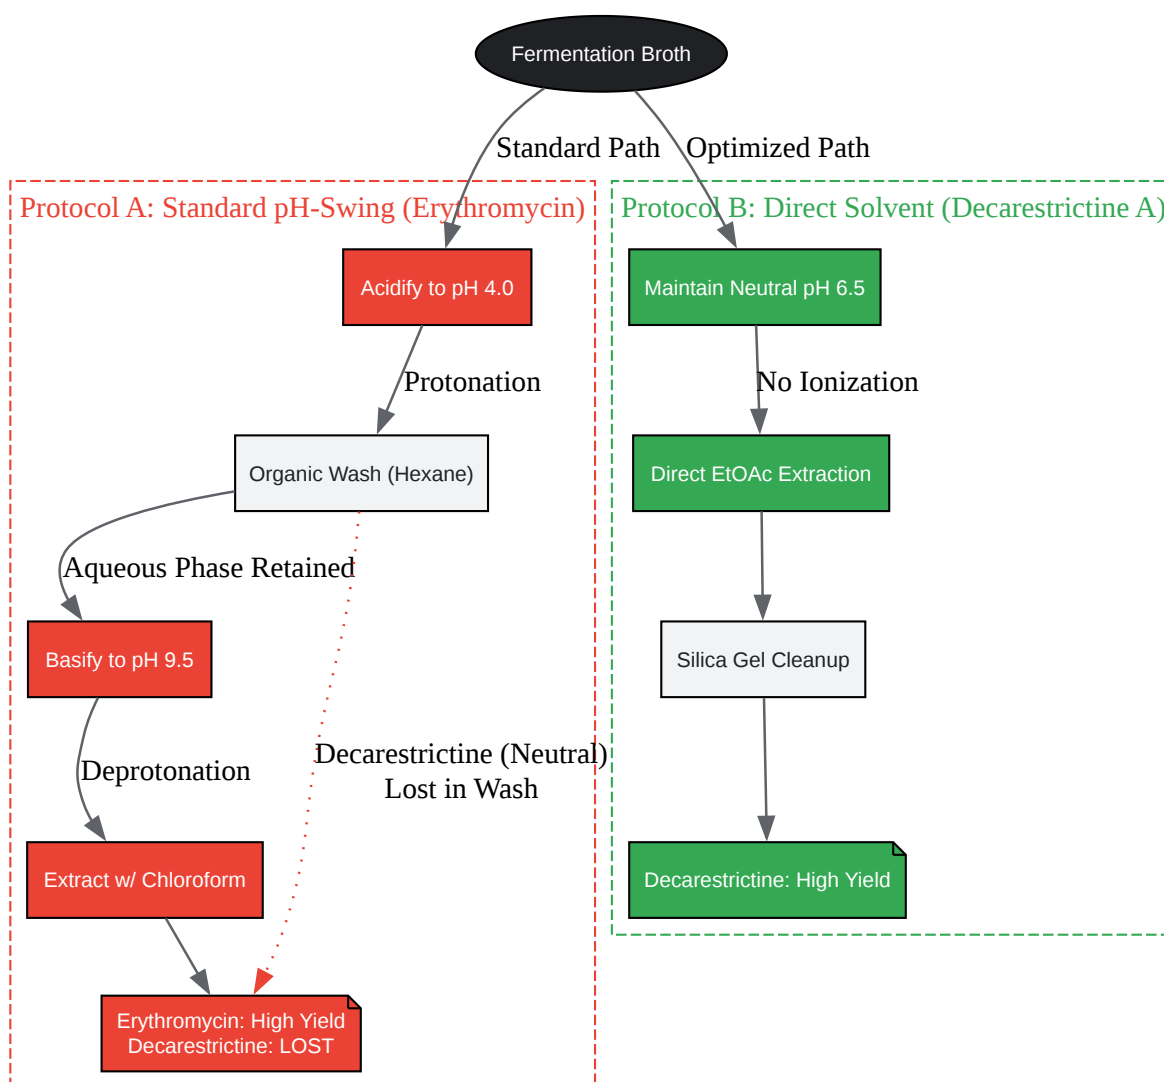 Fermentation Broth
Standard Path
Optimized Path
Protocol A: Standard pH-Swing (Erythromycin)
Protocol B: Direct Solvent (Decarestrictine A)
Acidify to pH 4.0
Maintain Neutral pH 6.5
Protonation
No Ionization
Organic Wash (Hexane)
Direct EtOAc Extraction
Aqueous Phase Retained
Basify to pH 9.5
Silica Gel Cleanup
Decarestrictine (Neutral)
Lost in Wash
Deprotonation
Extract w/ Chloroform
Decarestrictine: High Yield
Erythromycin: High Yield
Decarestrictine: LOST